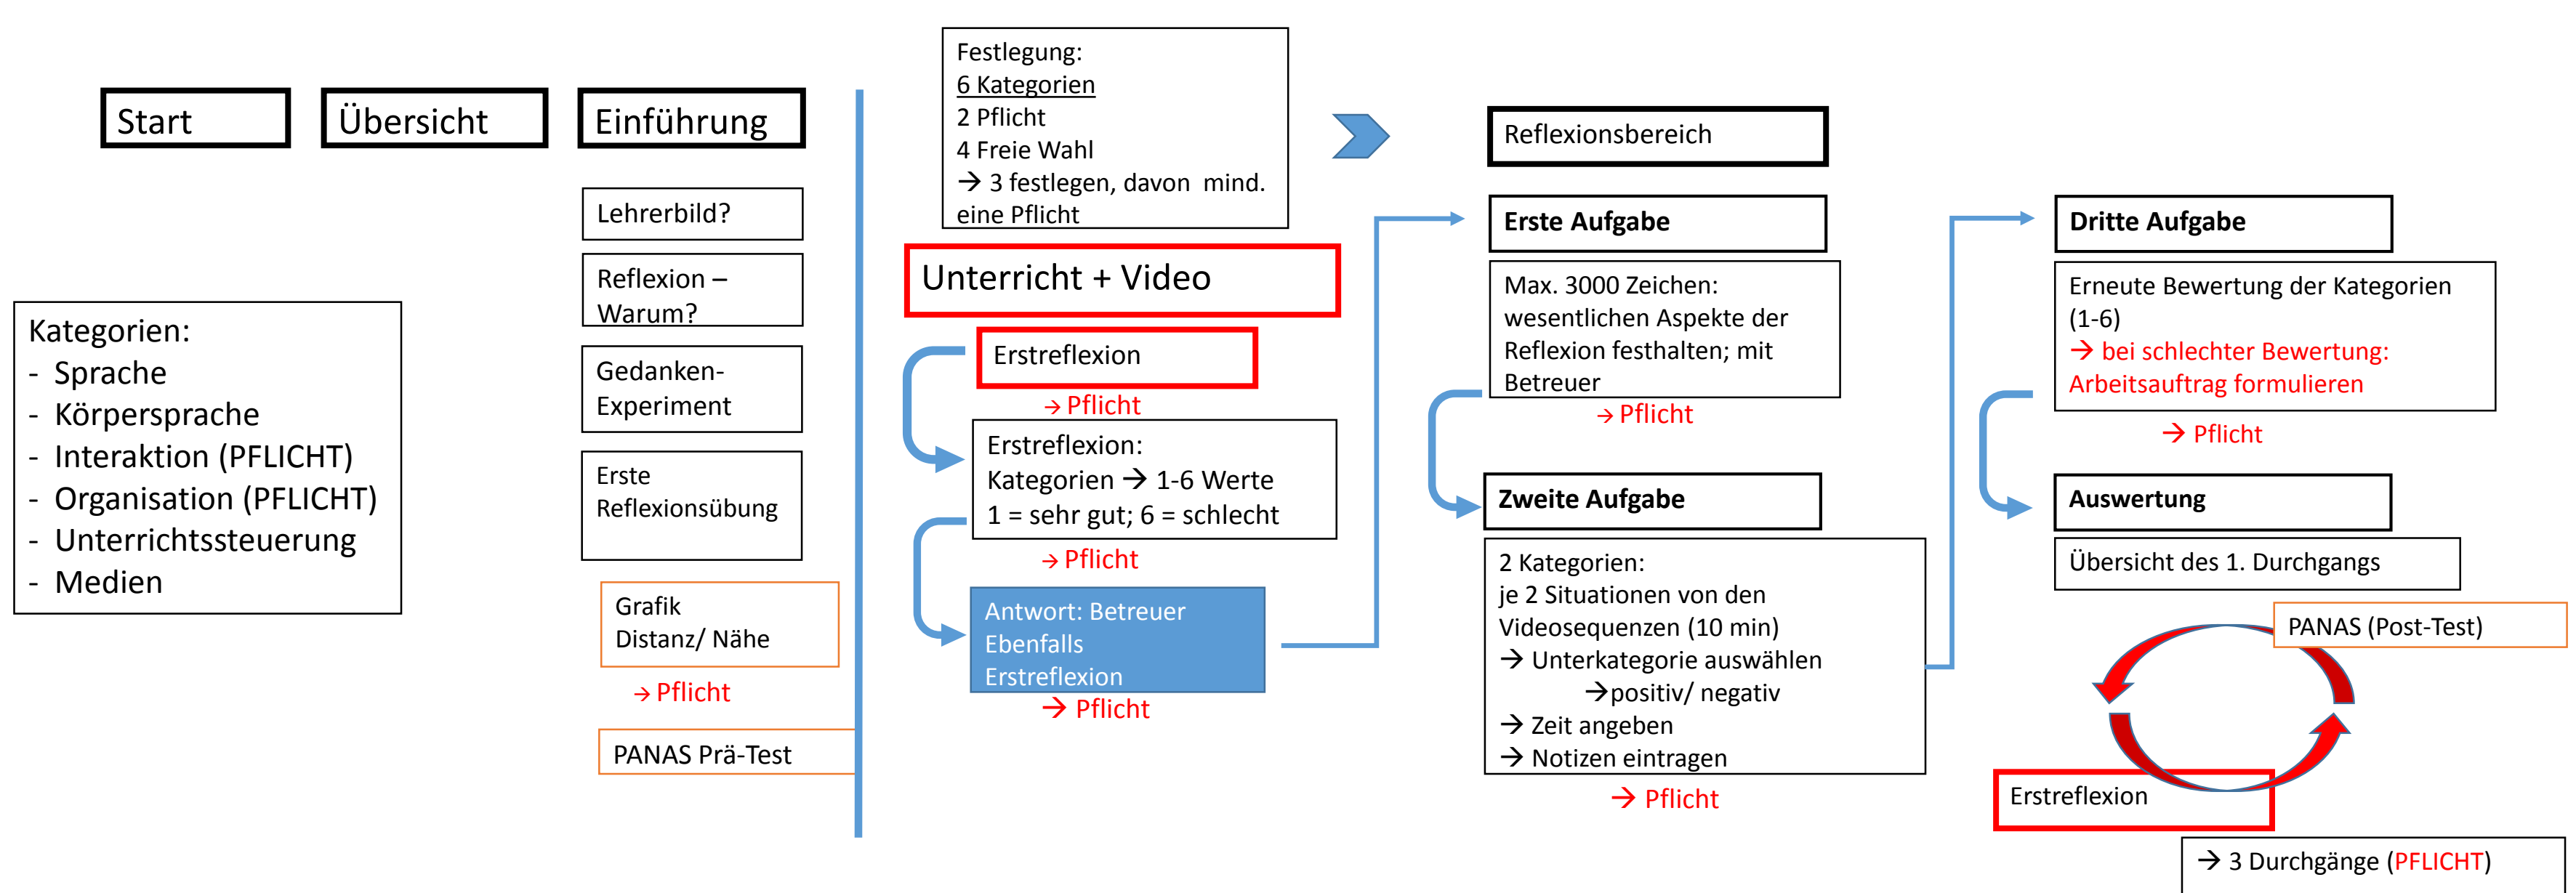 Start
Übersicht
Einführung
Kategorien:
- Sprache
- Körpersprache
- Interaktion (PFLICHT)
- Organisation (PFLICHT)
- Unterrichtssteuerung
- Medien
Lehrerbild?
Reflexion –
Warum?
Gedanken-
Experiment
Erste
Reflexionsübung
Grafik
Distanz/ Nähe
→ Pflicht
PANAS Prä-Test
Festlegung:
6 Kategorien
2 Pflicht
4 Freie Wahl
→ 3 festlegen, davon mind.
eine Pflicht
Unterricht + Video
Erstreflexion
→ Pflicht
Erstreflexion:
Kategorien → 1-6 Werte
1 = sehr gut; 6 = schlecht
→ Pflicht
Antwort: Betreuer
Ebenfalls
Erstreflexion
→ Pflicht
Reflexionsbereich
Erste Aufgabe
Max. 3000 Zeichen:
wesentlichen Aspekte der
Reflexion festhalten; mit
Betreuer
→ Pflicht
Zweite Aufgabe
2 Kategorien:
je 2 Situationen von den
Videosequenzen (10 min)
→ Unterkategorie auswählen
→positiv/ negativ
→ Zeit angeben
→ Notizen eintragen
→ Pflicht
Dritte Aufgabe
Erneute Bewertung der Kategorien
(1-6)
→ bei schlechter Bewertung:
Arbeitsauftrag formulieren
→ Pflicht
Auswertung
Übersicht des 1. Durchgangs
PANAS (Post-Test)
Erstreflexion
→ 3 Durchgänge (PFLICHT)